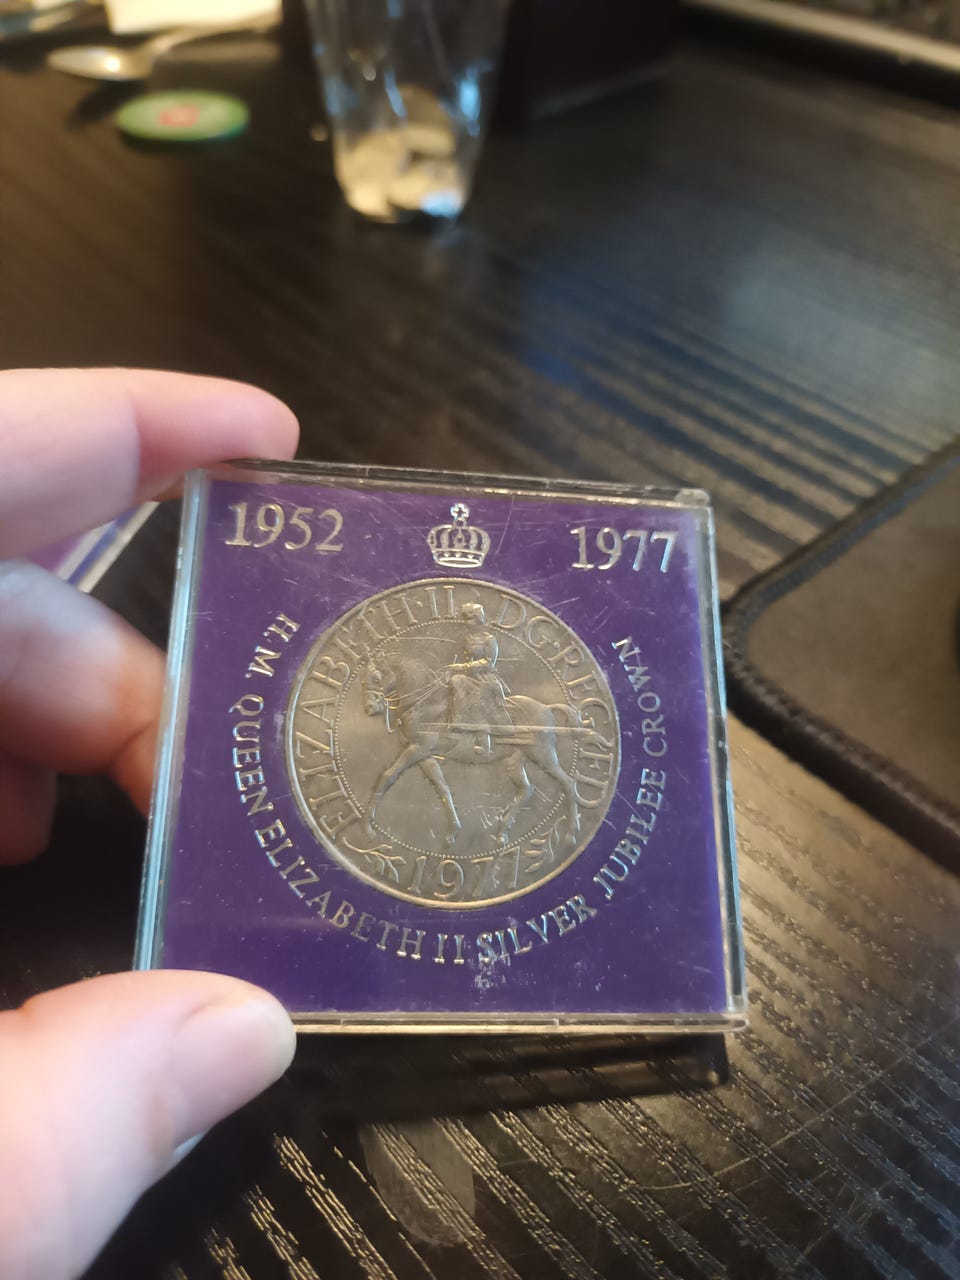 1952 1977
ELIZABETH·II D·G·REG·F·D
1977
H.M. QUEEN ELIZABETH II SILVER JUBILEE CROWN